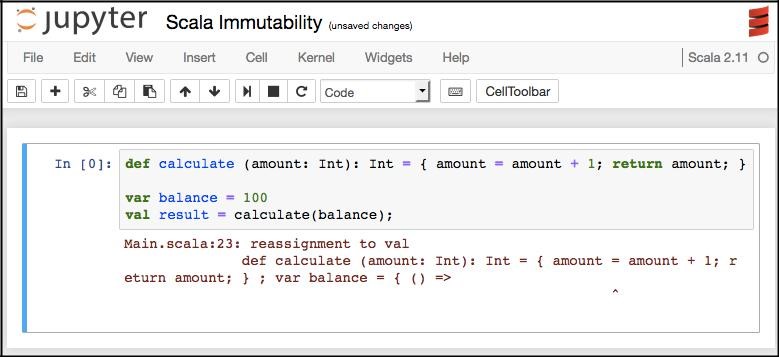 jupyter Scala Immutability (unsaved changes)
File Edit View Insert Cell Kernel Widgets Help Scala 2.11
Code CellToolbar
In [0]: def calculate (amount: Int): Int = { amount = amount + 1; return amount; }
var balance = 100
val result = calculate(balance);
Main.scala:23: reassignment to val
def calculate (amount: Int): Int = { amount = amount + 1; r
eturn amount; } ; var balance = { () =>
^